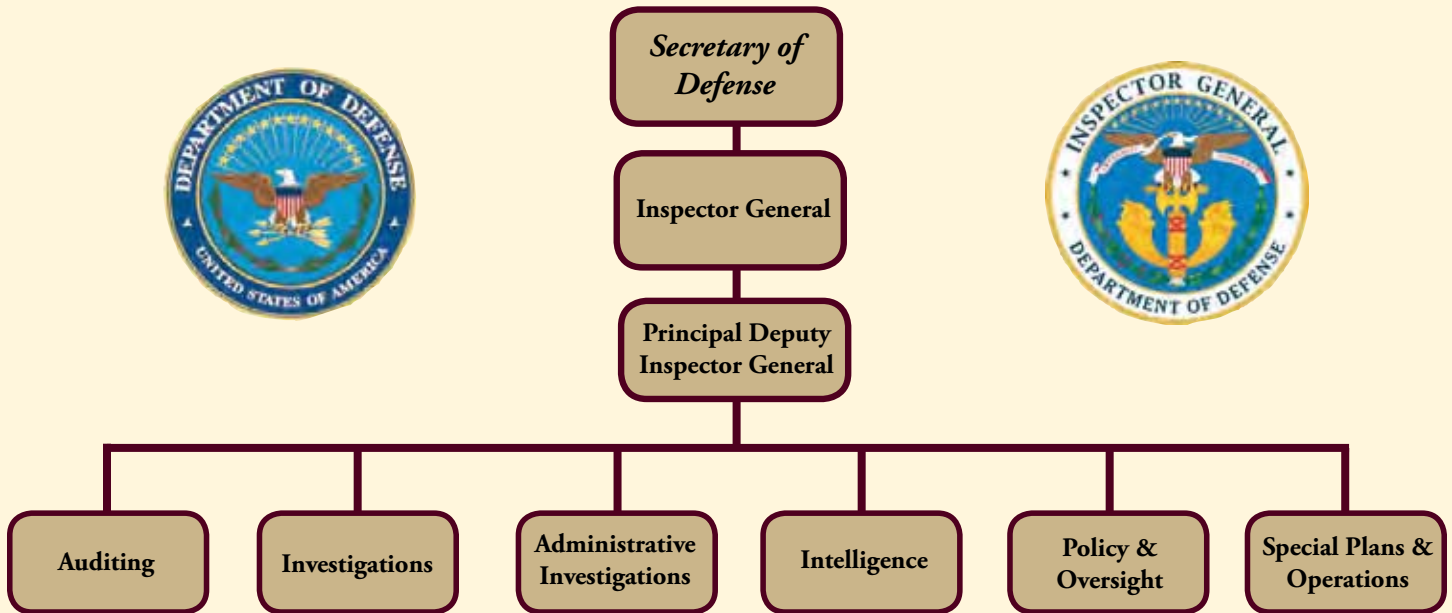 Secretary of
Defense
DEPARTMENT OF DEFENSE
UNITED STATES OF AMERICA
INSPECTOR GENERAL
DEPARTMENT OF DEFENSE
Inspector General
Principal Deputy
Inspector General
Auditing
Investigations
Administrative
Investigations
Intelligence
Policy &
Oversight
Special Plans &
Operations